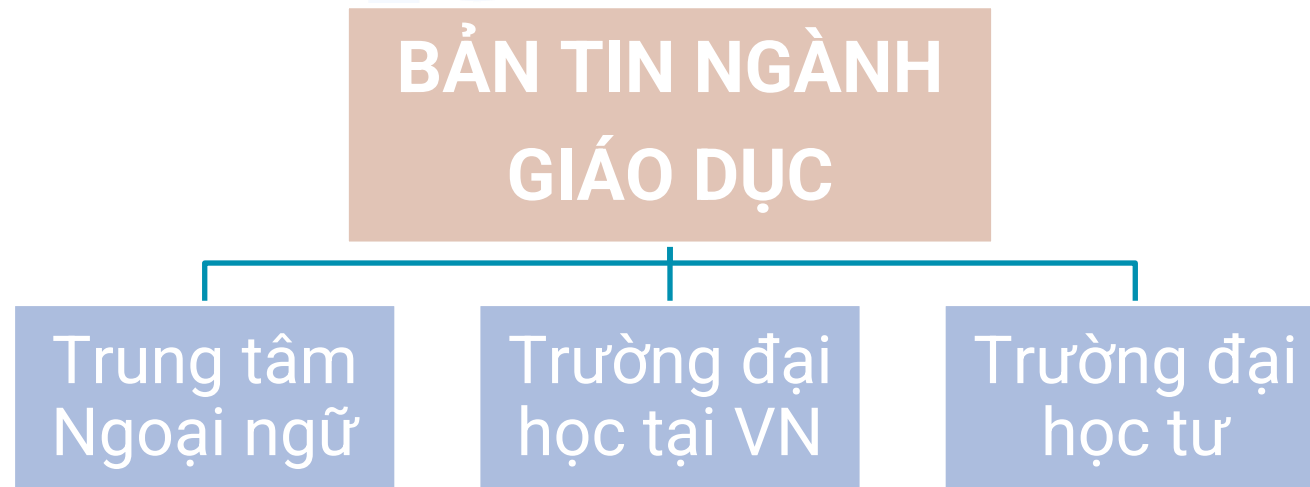 BẢN TIN NGÀNH
GIÁO DỤC
Trung tâm
Ngoại ngữ
Trường đại
học tại VN
Trường đại
học tư